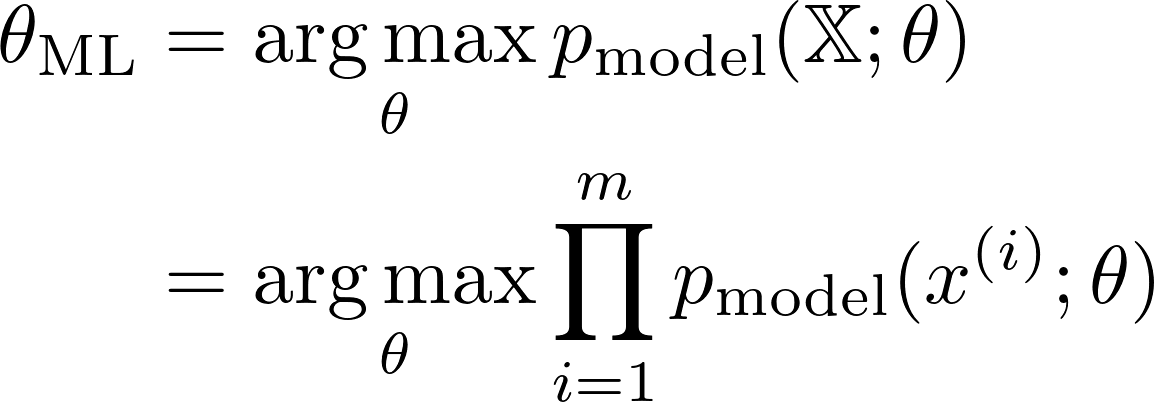 θ_ML = arg max_θ p_model(𝕏; θ)
= arg max_θ ∏_{i=1}^{m} p_model(x^{(i)}; θ)